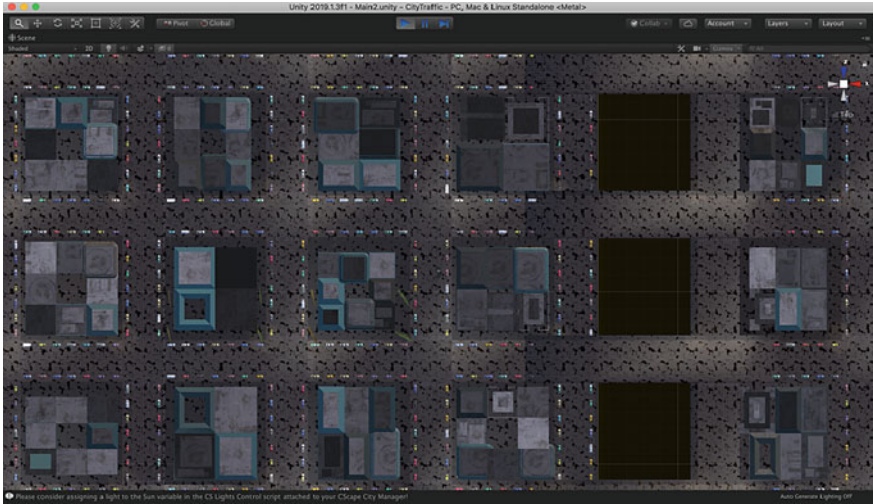 Unity 2019.1.3f1 - Main2.unity - CityTraffic - PC, Mac & Linux Standalone <Metal>
Pivot Global Collab Account Layers Layout
Scene
Shaded 2D Gizmos All
Please consider assigning a light to the Sun variable in the CS Lights Control script attached to your CScape City Manager!
Auto Generate Lighting Off